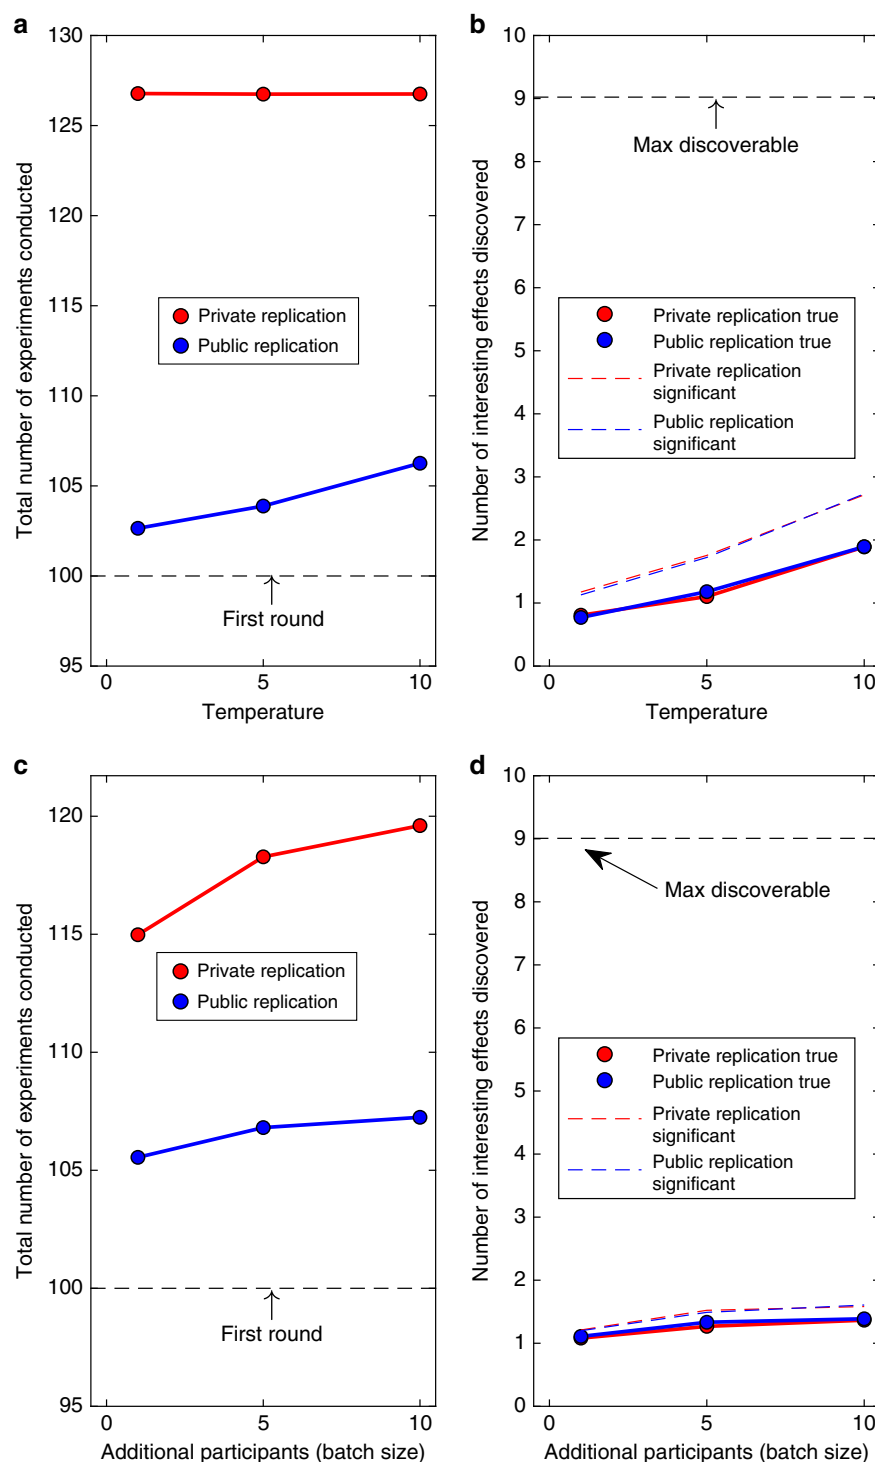 a
130
125
120
115
110
105
100
95
Total number of experiments conducted
Private replication
Public replication
First round
0
5
10
Temperature
b
10
9
8
7
6
5
4
3
2
1
0
Number of interesting effects discovered
Max discoverable
Private replication true
Public replication true
Private replication
significant
Public replication
significant
0
5
10
Temperature
c
120
115
110
105
100
95
Total number of experiments conducted
Private replication
Public replication
First round
0
5
10
Additional participants (batch size)
d
10
9
8
7
6
5
4
3
2
1
0
Number of interesting effects discovered
Max discoverable
Private replication true
Public replication true
Private replication
significant
Public replication
significant
0
5
10
Additional participants (batch size)